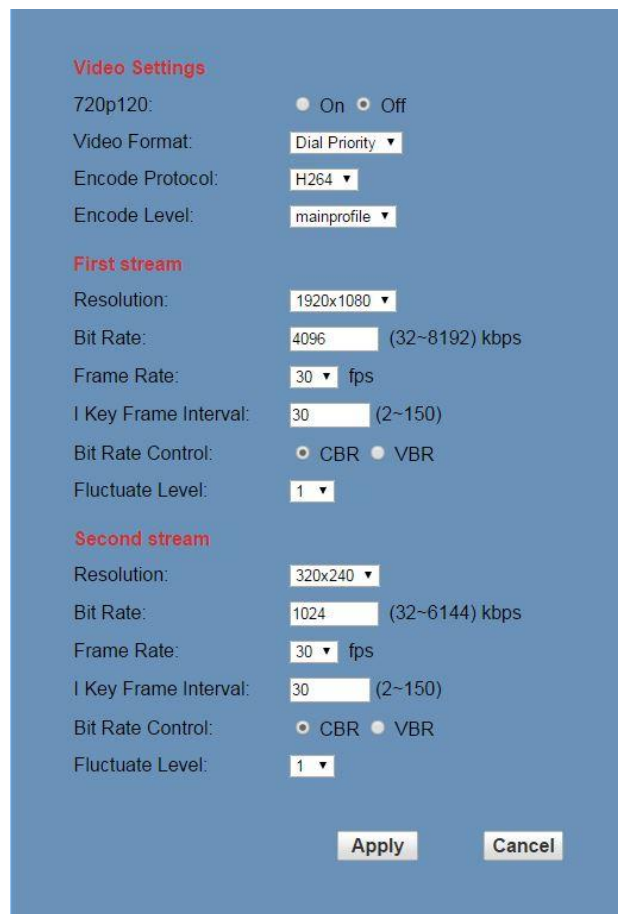 Video Settings
720p120: On Off
Video Format: Dial Priority
Encode Protocol: H264
Encode Level: mainprofile
First stream
Resolution: 1920x1080
Bit Rate: 4096 (32~8192) kbps
Frame Rate: 30 fps
I Key Frame Interval: 30 (2~150)
Bit Rate Control: CBR VBR
Fluctuate Level: 1
Second stream
Resolution: 320x240
Bit Rate: 1024 (32~6144) kbps
Frame Rate: 30 fps
I Key Frame Interval: 30 (2~150)
Bit Rate Control: CBR VBR
Fluctuate Level: 1
Apply Cancel